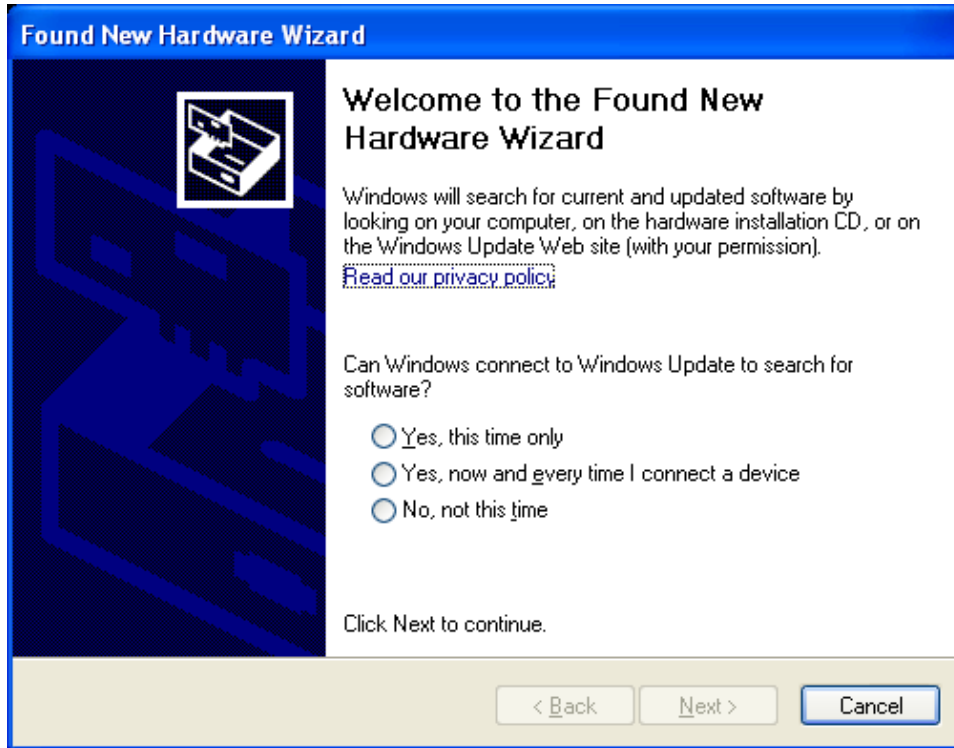 Found New Hardware Wizard
Welcome to the Found New
Hardware Wizard
Windows will search for current and updated software by
looking on your computer, on the hardware installation CD, or on
the Windows Update Web site (with your permission).
Read our privacy policy
Can Windows connect to Windows Update to search for
software?
Yes, this time only
Yes, now and every time I connect a device
No, not this time
Click Next to continue.
< Back Next > Cancel